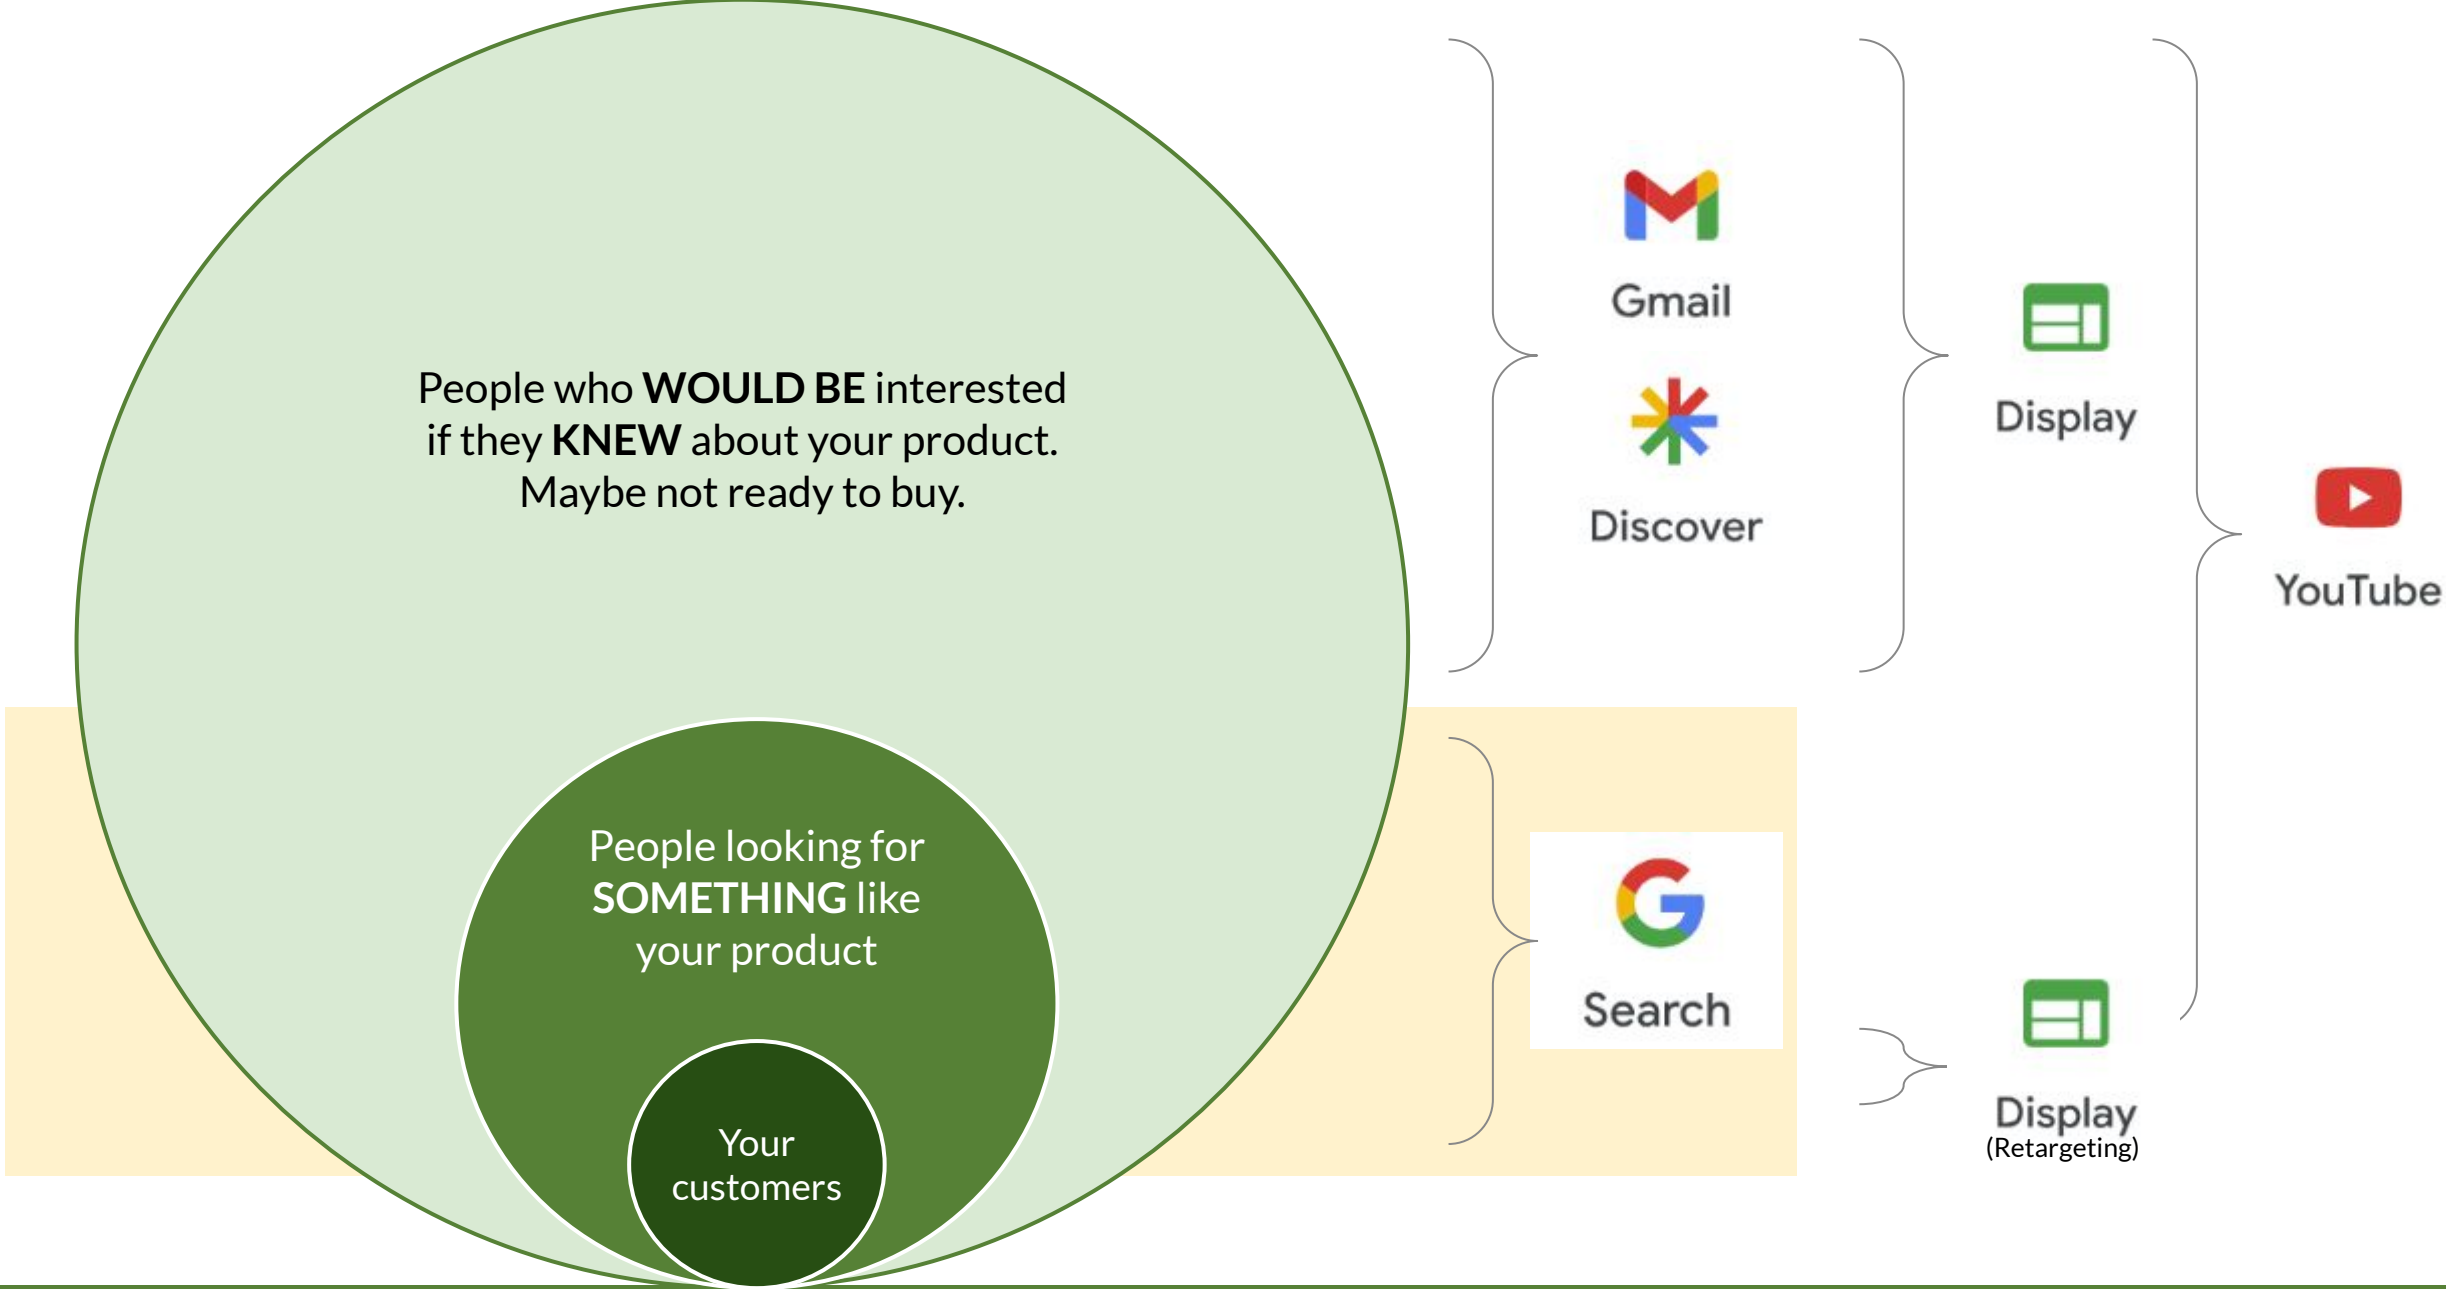 People who WOULD BE interested
if they KNEW about your product.
Maybe not ready to buy.
People looking for
SOMETHING like
your product
Your
customers
Gmail
Discover
Display
YouTube
Search
Display
(Retargeting)